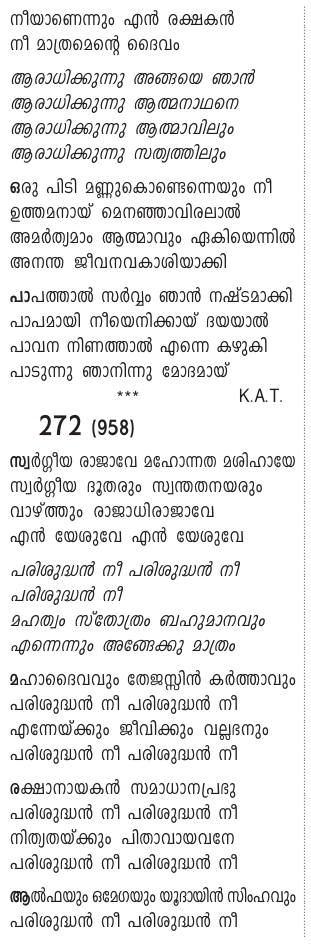 നീയാണെന്നും എൻ രക്ഷകൻ
നീ മാത്രമെന്റെ ദൈവം
ആരാധിക്കുന്നു അങ്ങയെ ഞാൻ
ആരാധിക്കുന്നു ആത്മനാഥനെ
ആരാധിക്കുന്നു ആത്മാവിലും
ആരാധിക്കുന്നു സത്യത്തിലും
ഒരു പിടി മണ്ണുകൊണ്ടെന്നെയും നീ
ഉത്തമനായ് മെനഞ്ഞാവിരലാൽ
അമർത്യമാം ആത്മാവും ഏകിയെന്നിൽ
അനന്ത ജീവനവകാശിയാക്കി
പാപത്താൽ സർവ്വം ഞാൻ നഷ്ടമാക്കി
പാപമായി നീയെനിക്കായ് ദയയാൽ
പാവന നിണത്താൽ എന്നെ കഴുകി
പാടുന്നു ഞാനിന്നു മോദമായ്
*** K.A.T.
272 (958)
സ്വർഗ്ഗീയ രാജാവേ മഹോന്നത മശിഹായേ
സ്വർഗ്ഗീയ ദൂതരും സ്വന്തതനയരും
വാഴ്ത്തും രാജാധിരാജാവേ
എൻ യേശുവേ എൻ യേശുവേ
പരിശുദ്ധൻ നീ പരിശുദ്ധൻ നീ
പരിശുദ്ധൻ നീ
മഹത്വം സ്തോത്രം ബഹുമാനവും
എന്നെന്നും അങ്ങേക്കു മാത്രം
മഹാദൈവവും തേജസ്സിൻ കർത്താവും
പരിശുദ്ധൻ നീ പരിശുദ്ധൻ നീ
എന്നേയ്ക്കും ജീവിക്കും വല്ലഭനും
പരിശുദ്ധൻ നീ പരിശുദ്ധൻ നീ
രക്ഷാനായകൻ സമാധാനപ്രഭു
പരിശുദ്ധൻ നീ പരിശുദ്ധൻ നീ
നിത്യതയ്ക്കും പിതാവായവനേ
പരിശുദ്ധൻ നീ പരിശുദ്ധൻ നീ
ആൽഫയും ഒമേഗയും യൂദായിൻ സിംഹവും
പരിശുദ്ധൻ നീ പരിശുദ്ധൻ നീ